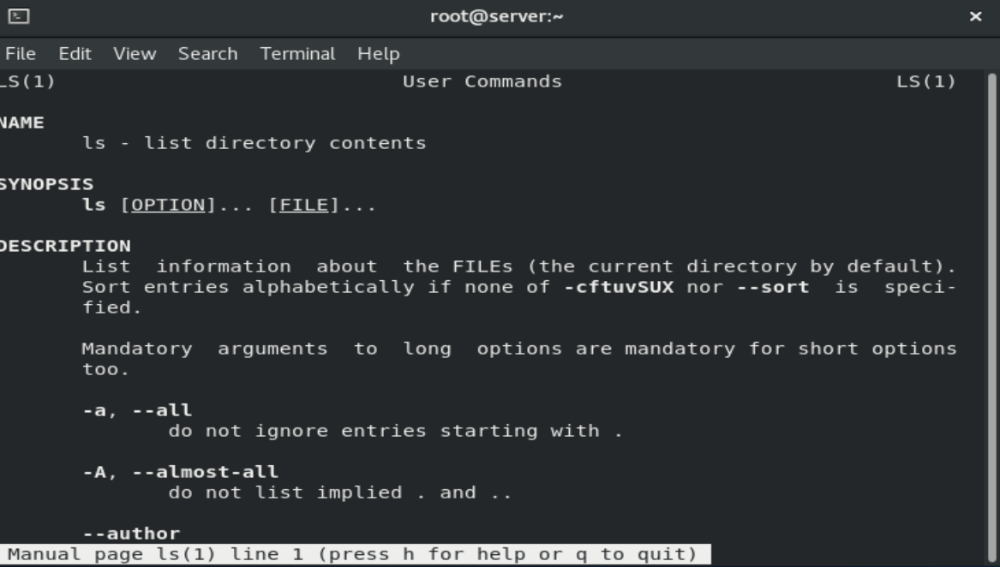 root@server:~
File Edit View Search Terminal Help
LS(1) User Commands LS(1)
NAME
ls - list directory contents
SYNOPSIS
ls [OPTION]... [FILE]...
DESCRIPTION
List information about the FILEs (the current directory by default).
Sort entries alphabetically if none of -cftuvSUX nor --sort is speci-
fied.
Mandatory arguments to long options are mandatory for short options
too.
-a, --all
do not ignore entries starting with .
-A, --almost-all
do not list implied . and ..
--author
Manual page ls(1) line 1 (press h for help or q to quit)